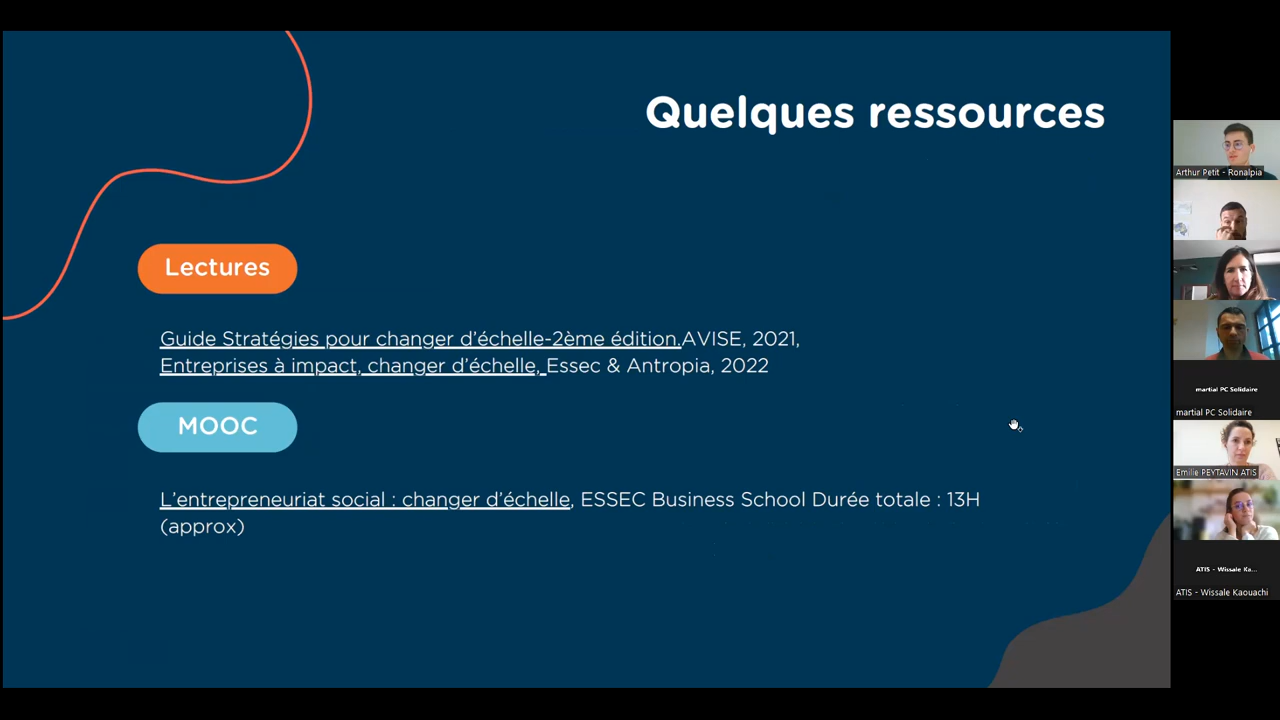 Quelques ressources
Lectures
Guide Stratégies pour changer d'échelle-2ème édition.AVISE, 2021,
Entreprises à impact, changer d'échelle, Essec & Antropia, 2022
MOOC
L'entrepreneuriat social : changer d'échelle, ESSEC Business School Durée totale : 13H
(approx)
Arthur Petit - Ronalpia
martial PC Solidaire
martial PC Solidaire
Emilie PEYTAVIN ATIS
ATIS - Wissale Ka...
ATIS - Wissale Kaouachi